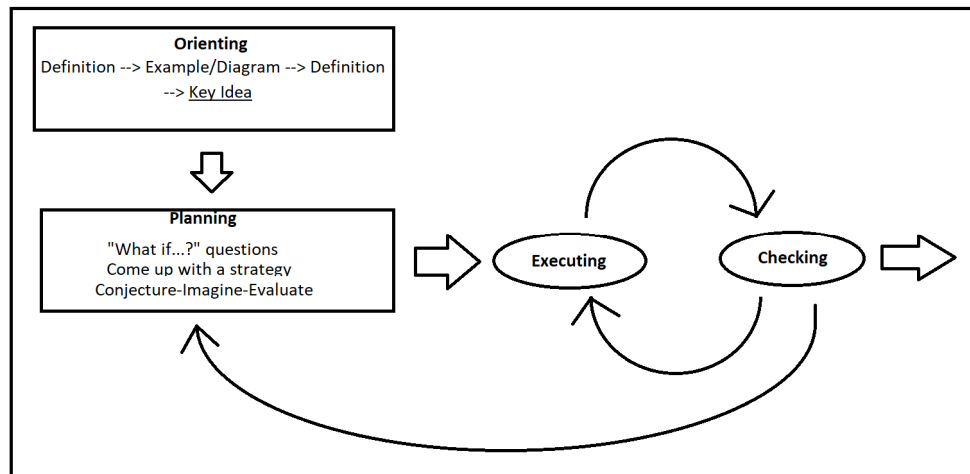 Orienting
Definition --> Example/Diagram --> Definition
--> Key Idea
Planning
"What if...?" questions
Come up with a strategy
Conjecture-Imagine-Evaluate
Executing
Checking